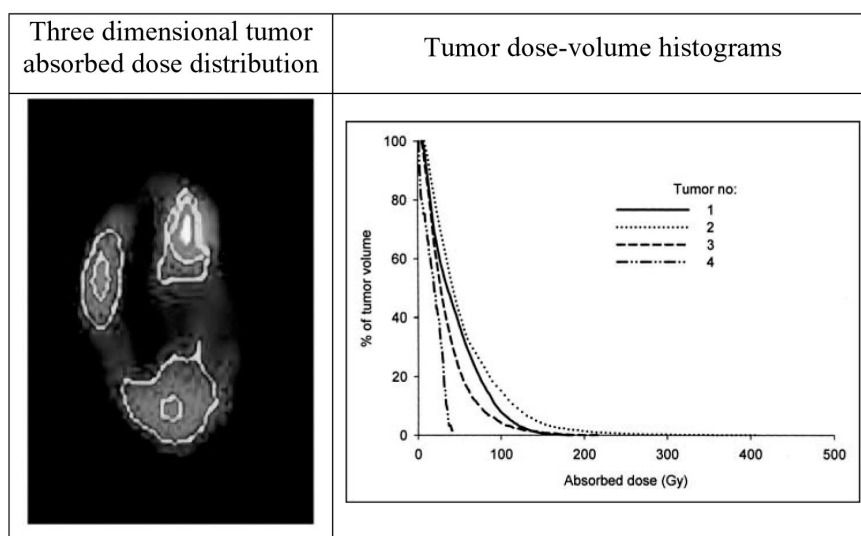 Three dimensional tumor
absorbed dose distribution
Tumor dose-volume histograms
100
80
60
40
20
0
% of tumor volume
Tumor no:
1
2
3
4
0 100 200 300 400 500
Absorbed dose (Gy)